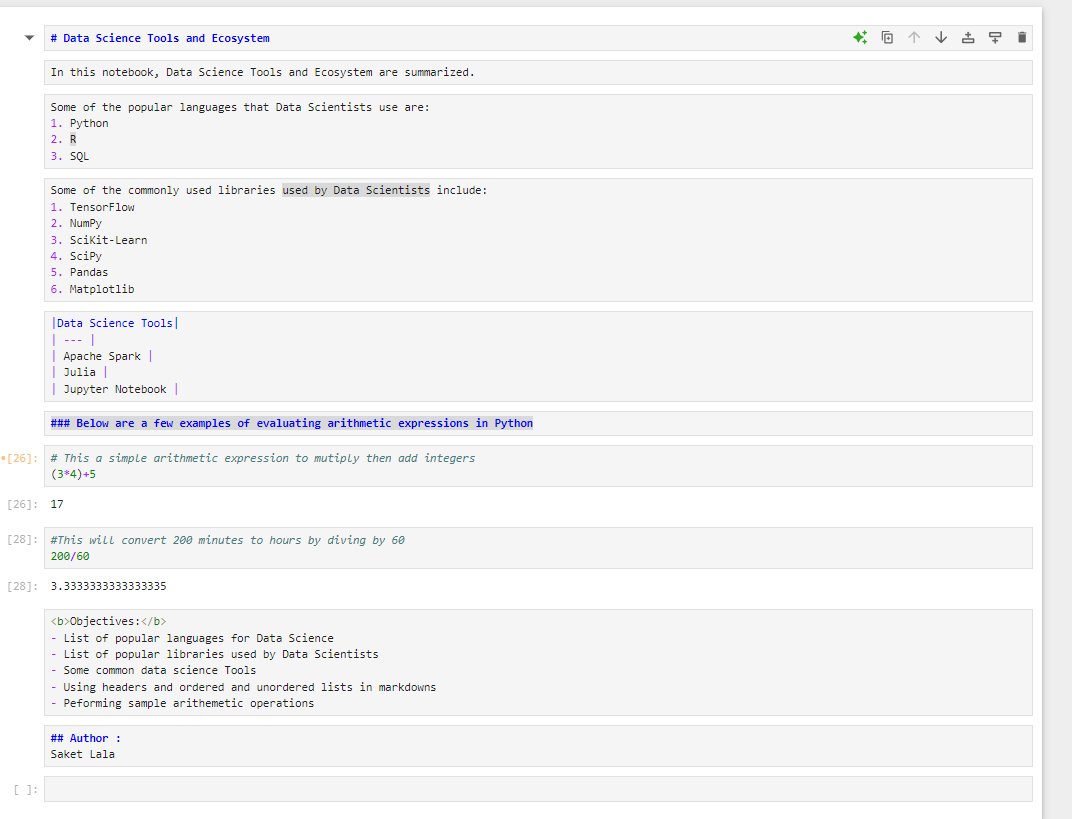 # Data Science Tools and Ecosystem
In this notebook, Data Science Tools and Ecosystem are summarized.
Some of the popular languages that Data Scientists use are:
1. Python
2. R
3. SQL
Some of the commonly used libraries used by Data Scientists include:
1. TensorFlow
2. NumPy
3. SciKit-Learn
4. SciPy
5. Pandas
6. Matplotlib
|Data Science Tools|
| --- |
| Apache Spark |
| Julia |
| Jupyter Notebook |
### Below are a few examples of evaluating arithmetic expressions in Python
•[26]: # This a simple arithmetic expression to mutiply then add integers
(3*4)+5
[26]: 17
[28]: #This will convert 200 minutes to hours by diving by 60
200/60
[28]: 3.3333333333333335
<b>Objectives:</b>
- List of popular languages for Data Science
- List of popular libraries used by Data Scientists
- Some common data science Tools
- Using headers and ordered and unordered lists in markdowns
- Peforming sample arithemetic operations
## Author :
Saket Lala
[ ]: